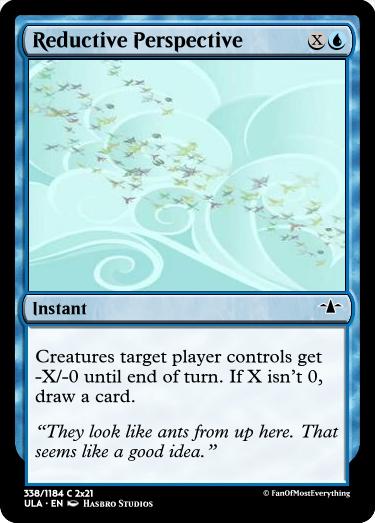 Reductive Perspective X
Instant
Creatures target player controls get
-X/-0 until end of turn. If X isn't 0,
draw a card.
“They look like ants from up here. That
seems like a good idea.”
338/1184 C 2x21
ULA • EN Hasbro Studios
© FanOfMostEverything